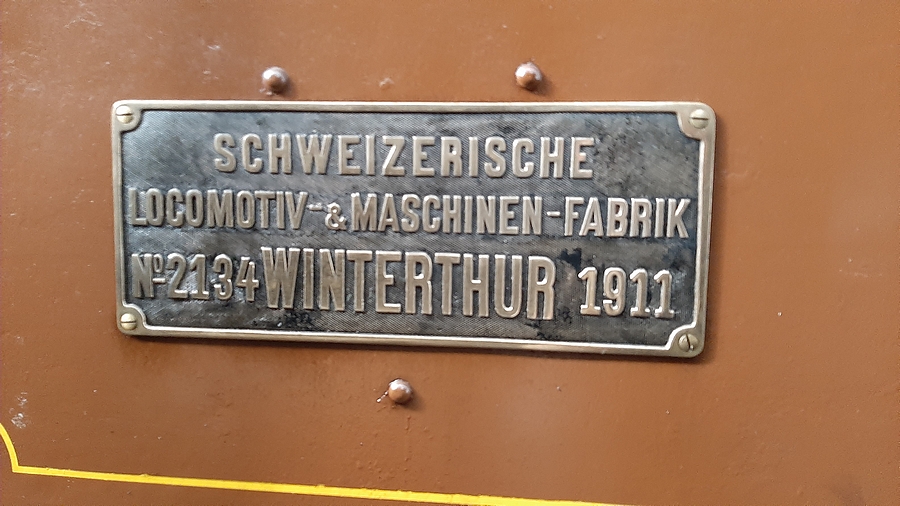 SCHWEIZERISCHE
LOCOMOTIV-&MASCHINEN-FABRIK
Nº2134 WINTERTHUR 1911